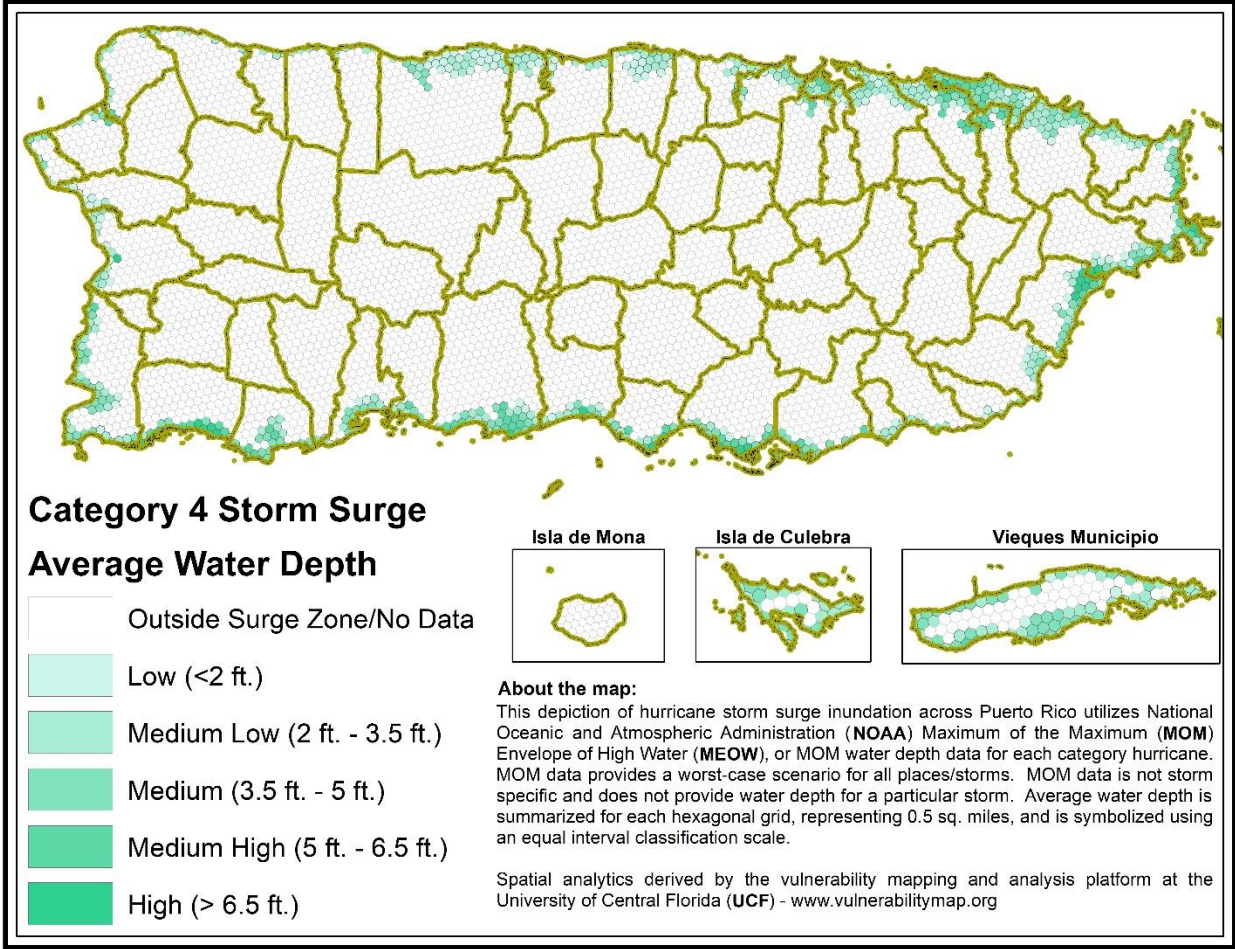 Category 4 Storm Surge
Average Water Depth
Outside Surge Zone/No Data
Low (<2 ft.)
Medium Low (2 ft. - 3.5 ft.)
Medium (3.5 ft. - 5 ft.)
Medium High (5 ft. - 6.5 ft.)
High (> 6.5 ft.)
Isla de Mona
Isla de Culebra
Vieques Municipio
About the map:
This depiction of hurricane storm surge inundation across Puerto Rico utilizes National
Oceanic and Atmospheric Administration (NOAA) Maximum of the Maximum (MOM)
Envelope of High Water (MEOW), or MOM water depth data for each category hurricane.
MOM data provides a worst-case scenario for all places/storms. MOM data is not storm
specific and does not provide water depth for a particular storm. Average water depth is
summarized for each hexagonal grid, representing 0.5 sq. miles, and is symbolized using
an equal interval classification scale.
Spatial analytics derived by the vulnerability mapping and analysis platform at the
University of Central Florida (UCF) - www.vulnerabilitymap.org